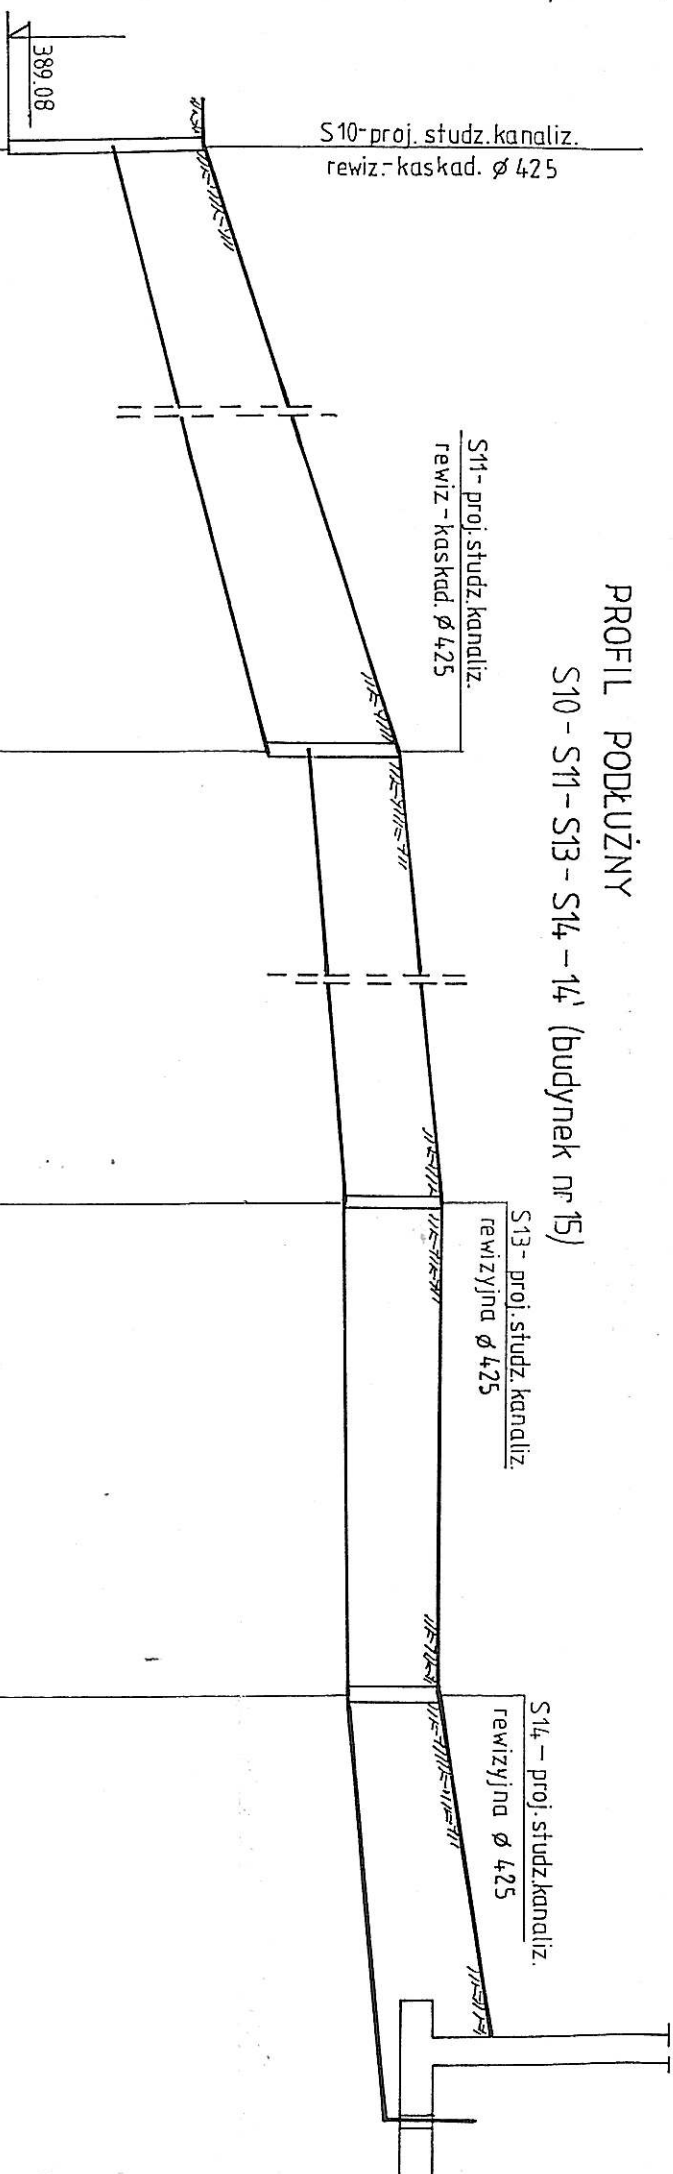 PROFIL PODŁUŻNY
S10 - S11 - S13 - S14 - 14' (budynek nr 15)
389.08
S10-proj. studz. kanaliz.
rewiz.-kaskad. ø 425
S11- proj. studz. kanaliz.
rewiz - kaskad. ø 425
S13- proj. studz. kanaliz.
rewizyjna ø 425
S14 - proj. studz. kanaliz.
rewizyjna ø 425